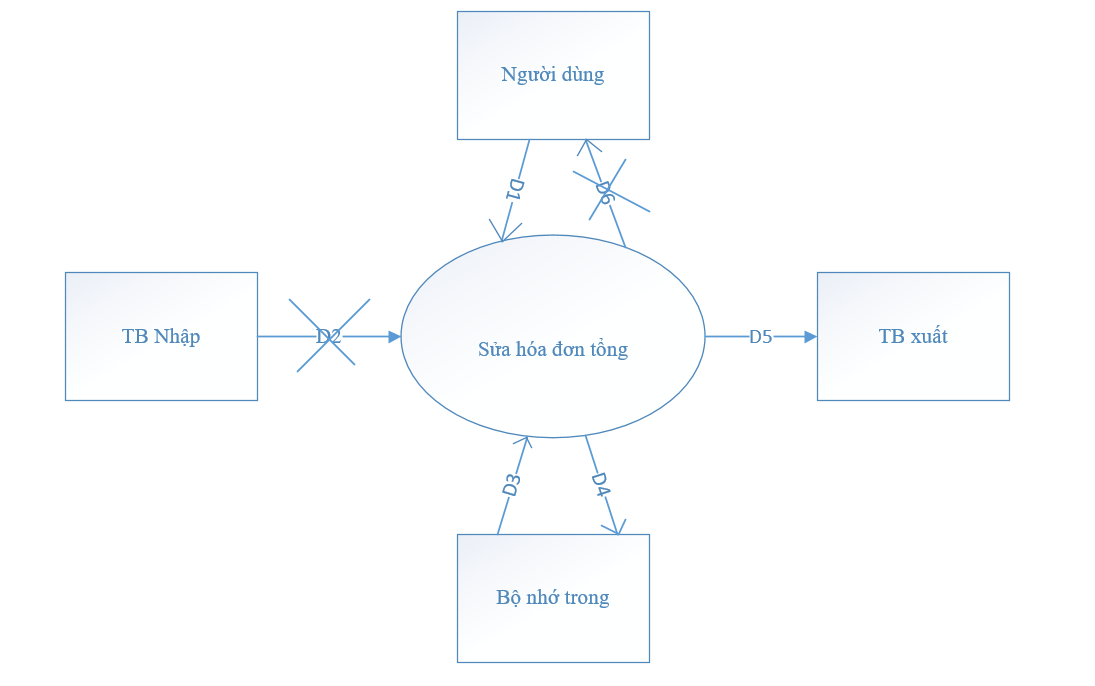 Người dùng
D1
D6
TB Nhập
D2
Sửa hóa đơn tổng
D5
TB xuất
D3
D4
Bộ nhớ trong